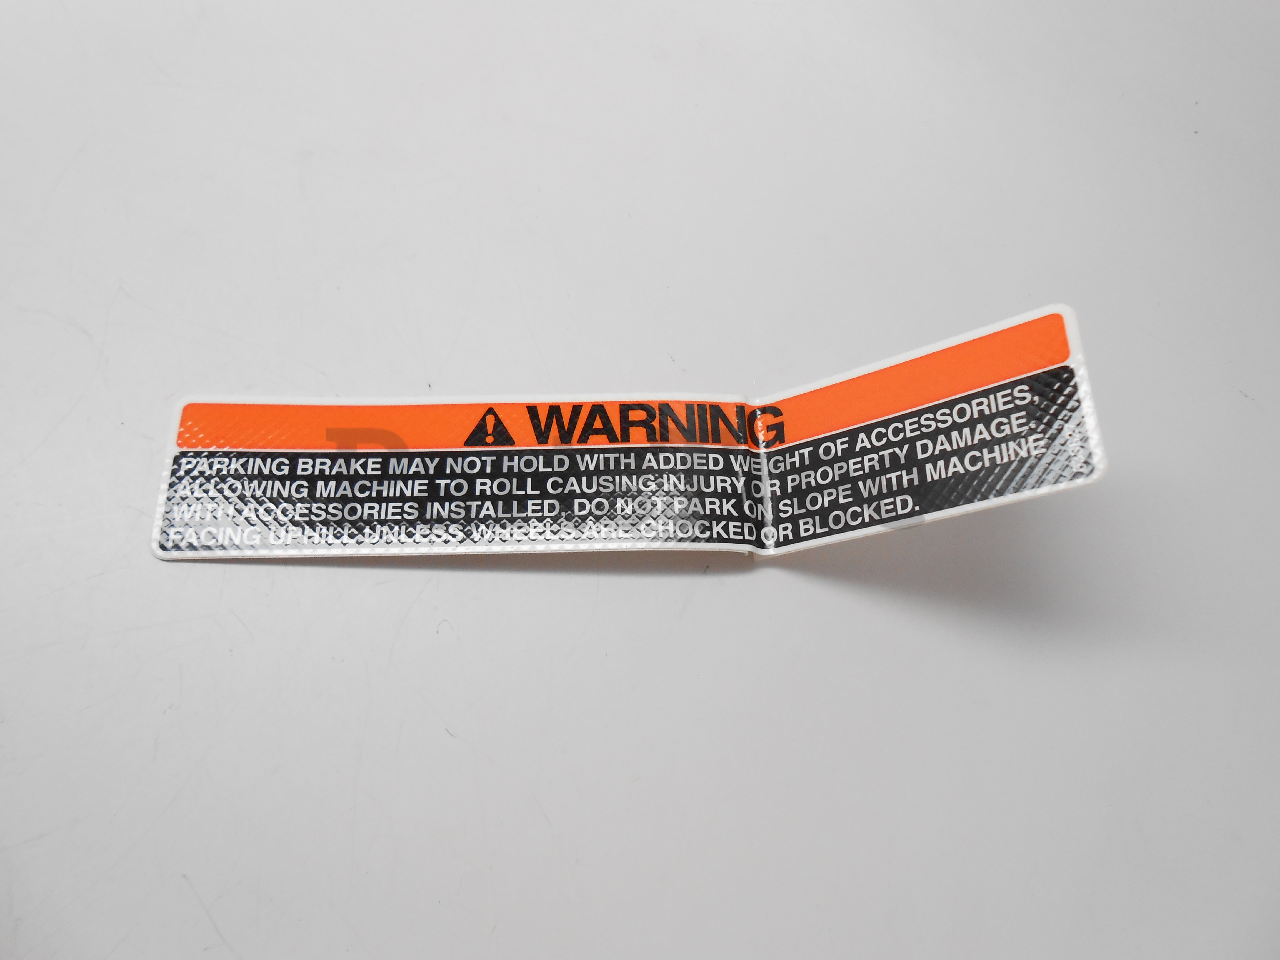 WARNING
PARKING BRAKE MAY NOT HOLD WITH ADDED WEIGHT OF ACCESSORIES,
ALLOWING MACHINE TO ROLL CAUSING INJURY OR PROPERTY DAMAGE.
WITH ACCESSORIES INSTALLED, DO NOT PARK ON SLOPE WITH MACHINE
FACING UPHILL UNLESS WHEELS ARE CHOCKED OR BLOCKED.